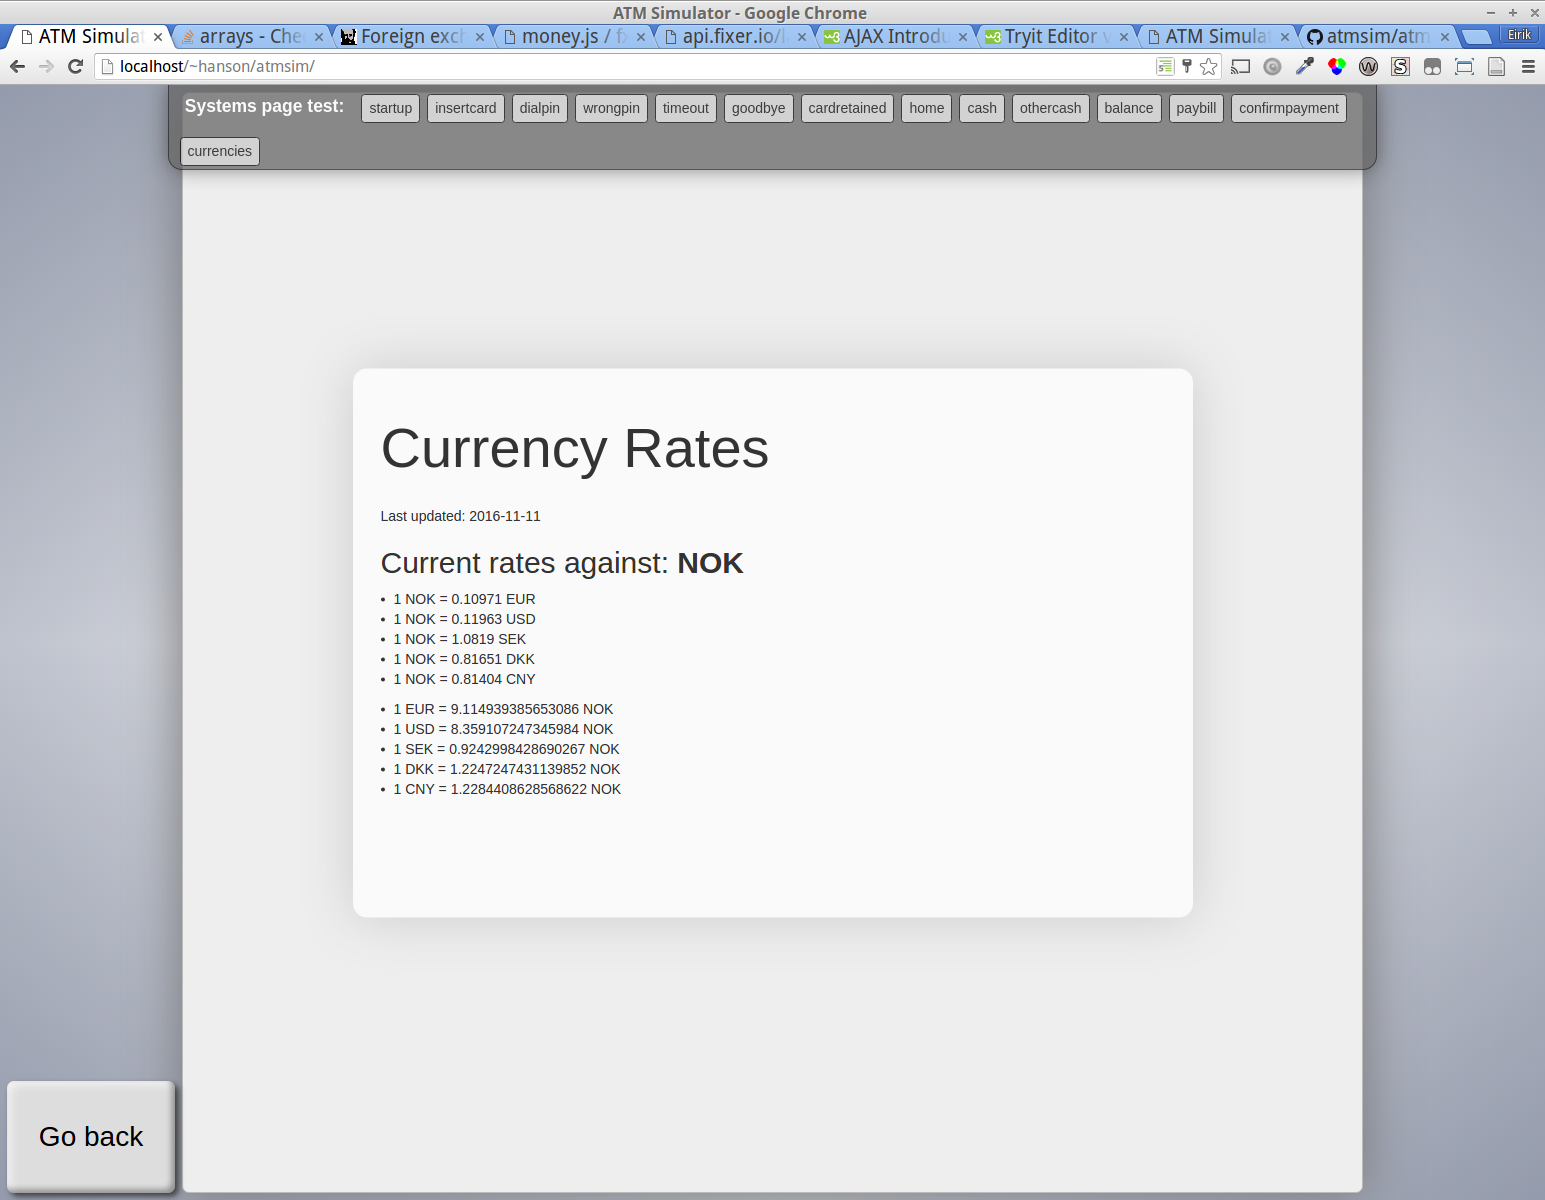 ATM Simulator - Google Chrome
ATM Simulat
arrays - Che
Foreign exch
money.js / fx
api.fixer.io/l
AJAX Introdu
Tryit Editor v
ATM Simulat
atmsim/atm
Eirik
localhost/~hanson/atmsim/
Systems page test: startup insertcard dialpin wrongpin timeout goodbye cardretained home cash othercash balance paybill confirmpayment
currencies
Currency Rates
Last updated: 2016-11-11
Current rates against: NOK
• 1 NOK = 0.10971 EUR
• 1 NOK = 0.11963 USD
• 1 NOK = 1.0819 SEK
• 1 NOK = 0.81651 DKK
• 1 NOK = 0.81404 CNY
• 1 EUR = 9.114939385653086 NOK
• 1 USD = 8.359107247345984 NOK
• 1 SEK = 0.9242998428690267 NOK
• 1 DKK = 1.2247247431139852 NOK
• 1 CNY = 1.2284408628568622 NOK
Go back